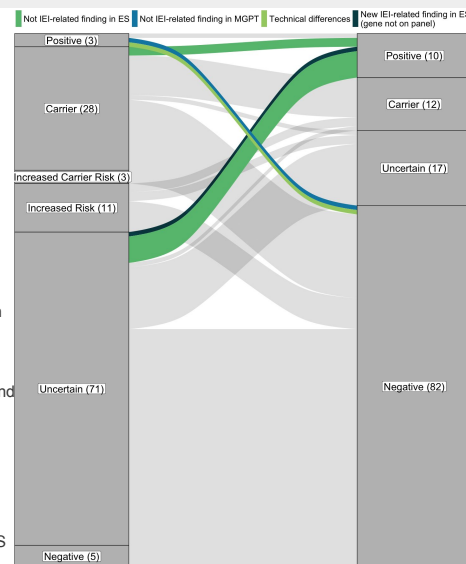 Not IEI-related finding in ES
Not IEI-related finding in MGPT
Technical differences
New IEI-related finding in ES
(gene not on panel)
Positive (3)
Carrier (28)
Increased Carrier Risk (3)
Increased Risk (11)
Uncertain (71)
Negative (5)
Positive (10)
Carrier (12)
Uncertain (17)
Negative (82)